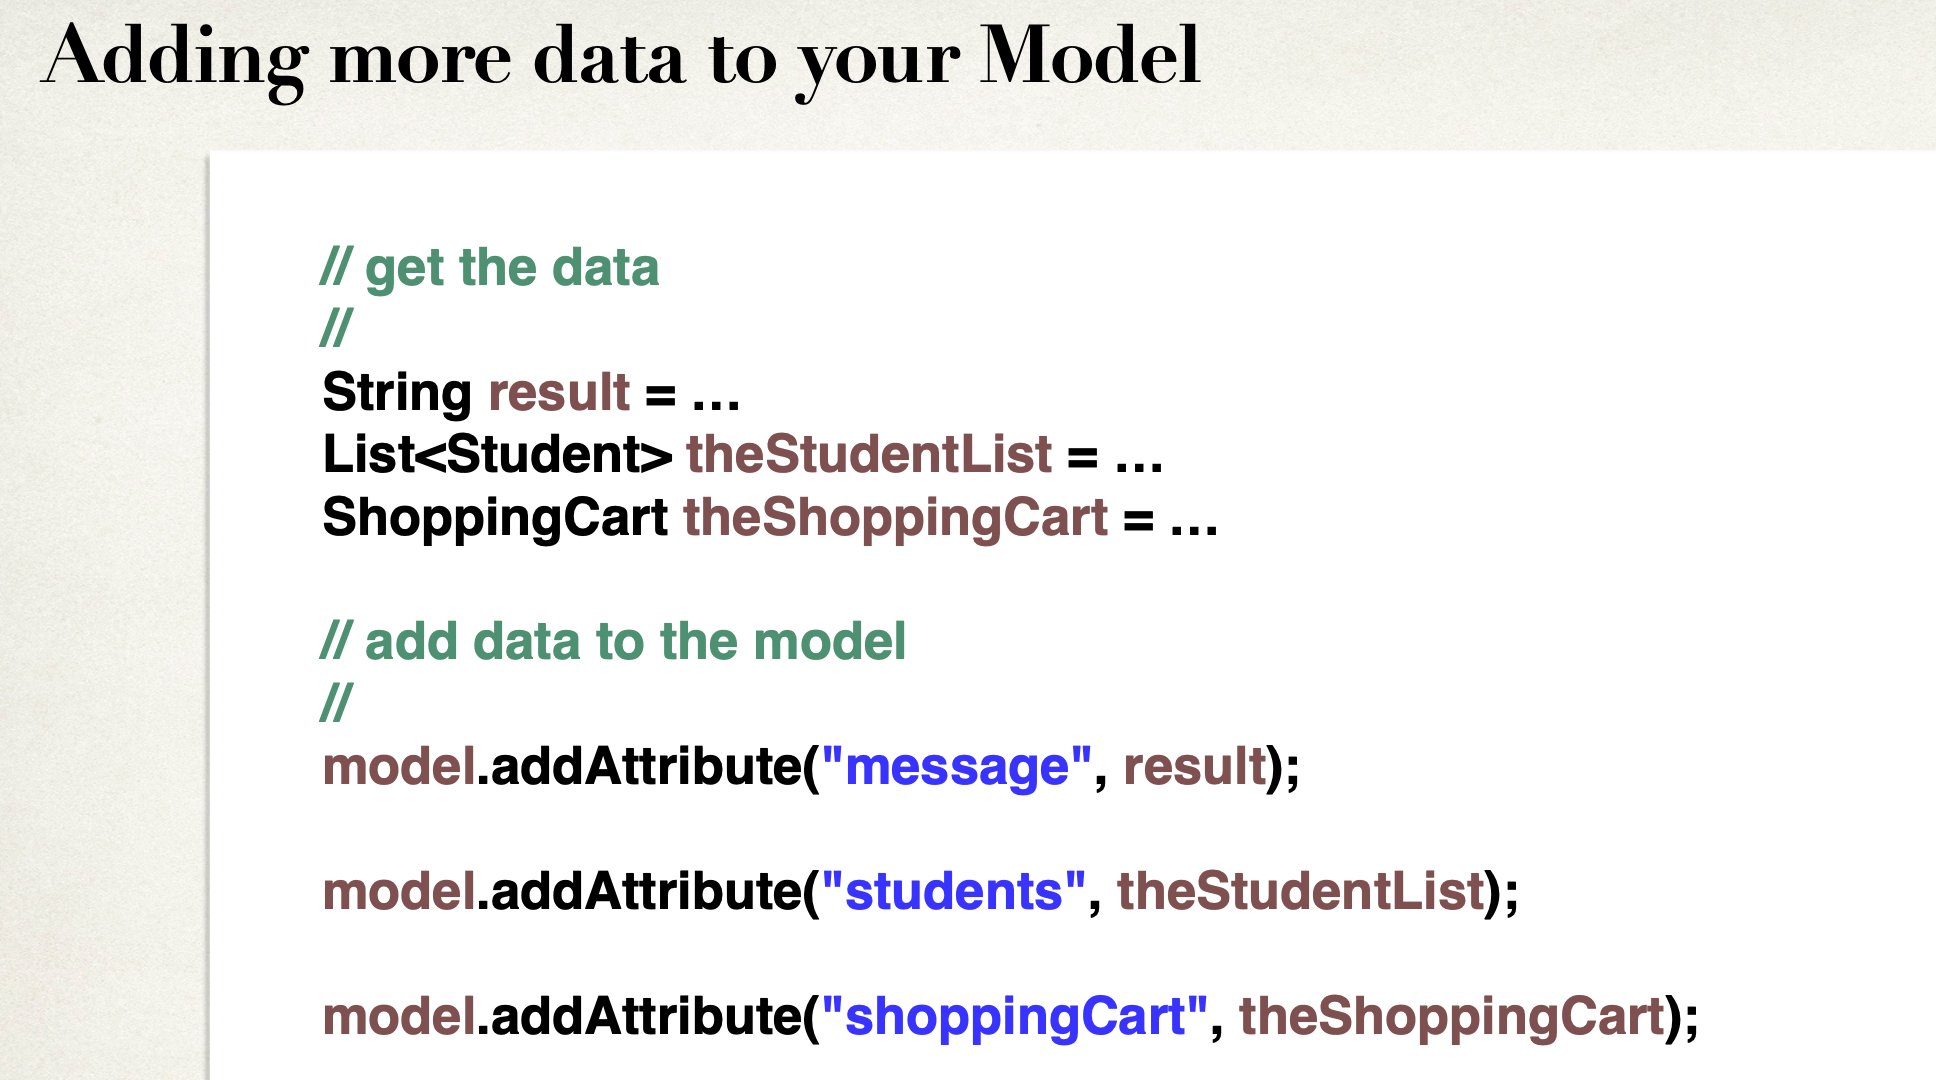 Adding more data to your Model
// get the data
//
String result = …
List<Student> theStudentList = …
ShoppingCart theShoppingCart = …
// add data to the model
//
model.addAttribute("message", result);
model.addAttribute("students", theStudentList);
model.addAttribute("shoppingCart", theShoppingCart);